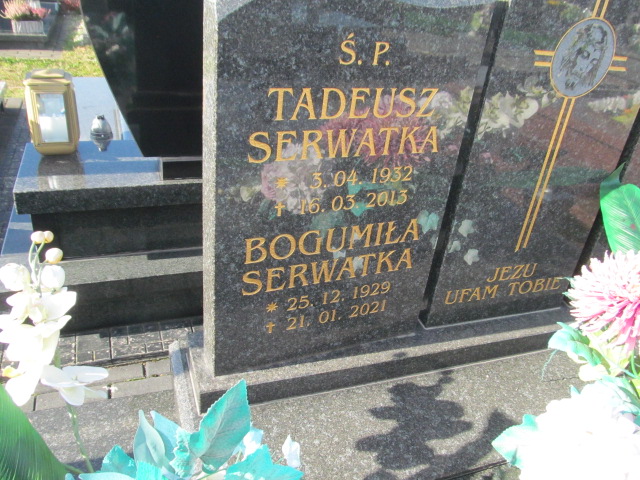 Ś. P.
TADEUSZ
SERWATKA
* 3. 04. 1932
✝ 16. 03. 2013
BOGUMIŁA
SERWATKA
* 25. 12. 1929
✝ 21. 01. 2021
JEZU
UFAM TOBIE